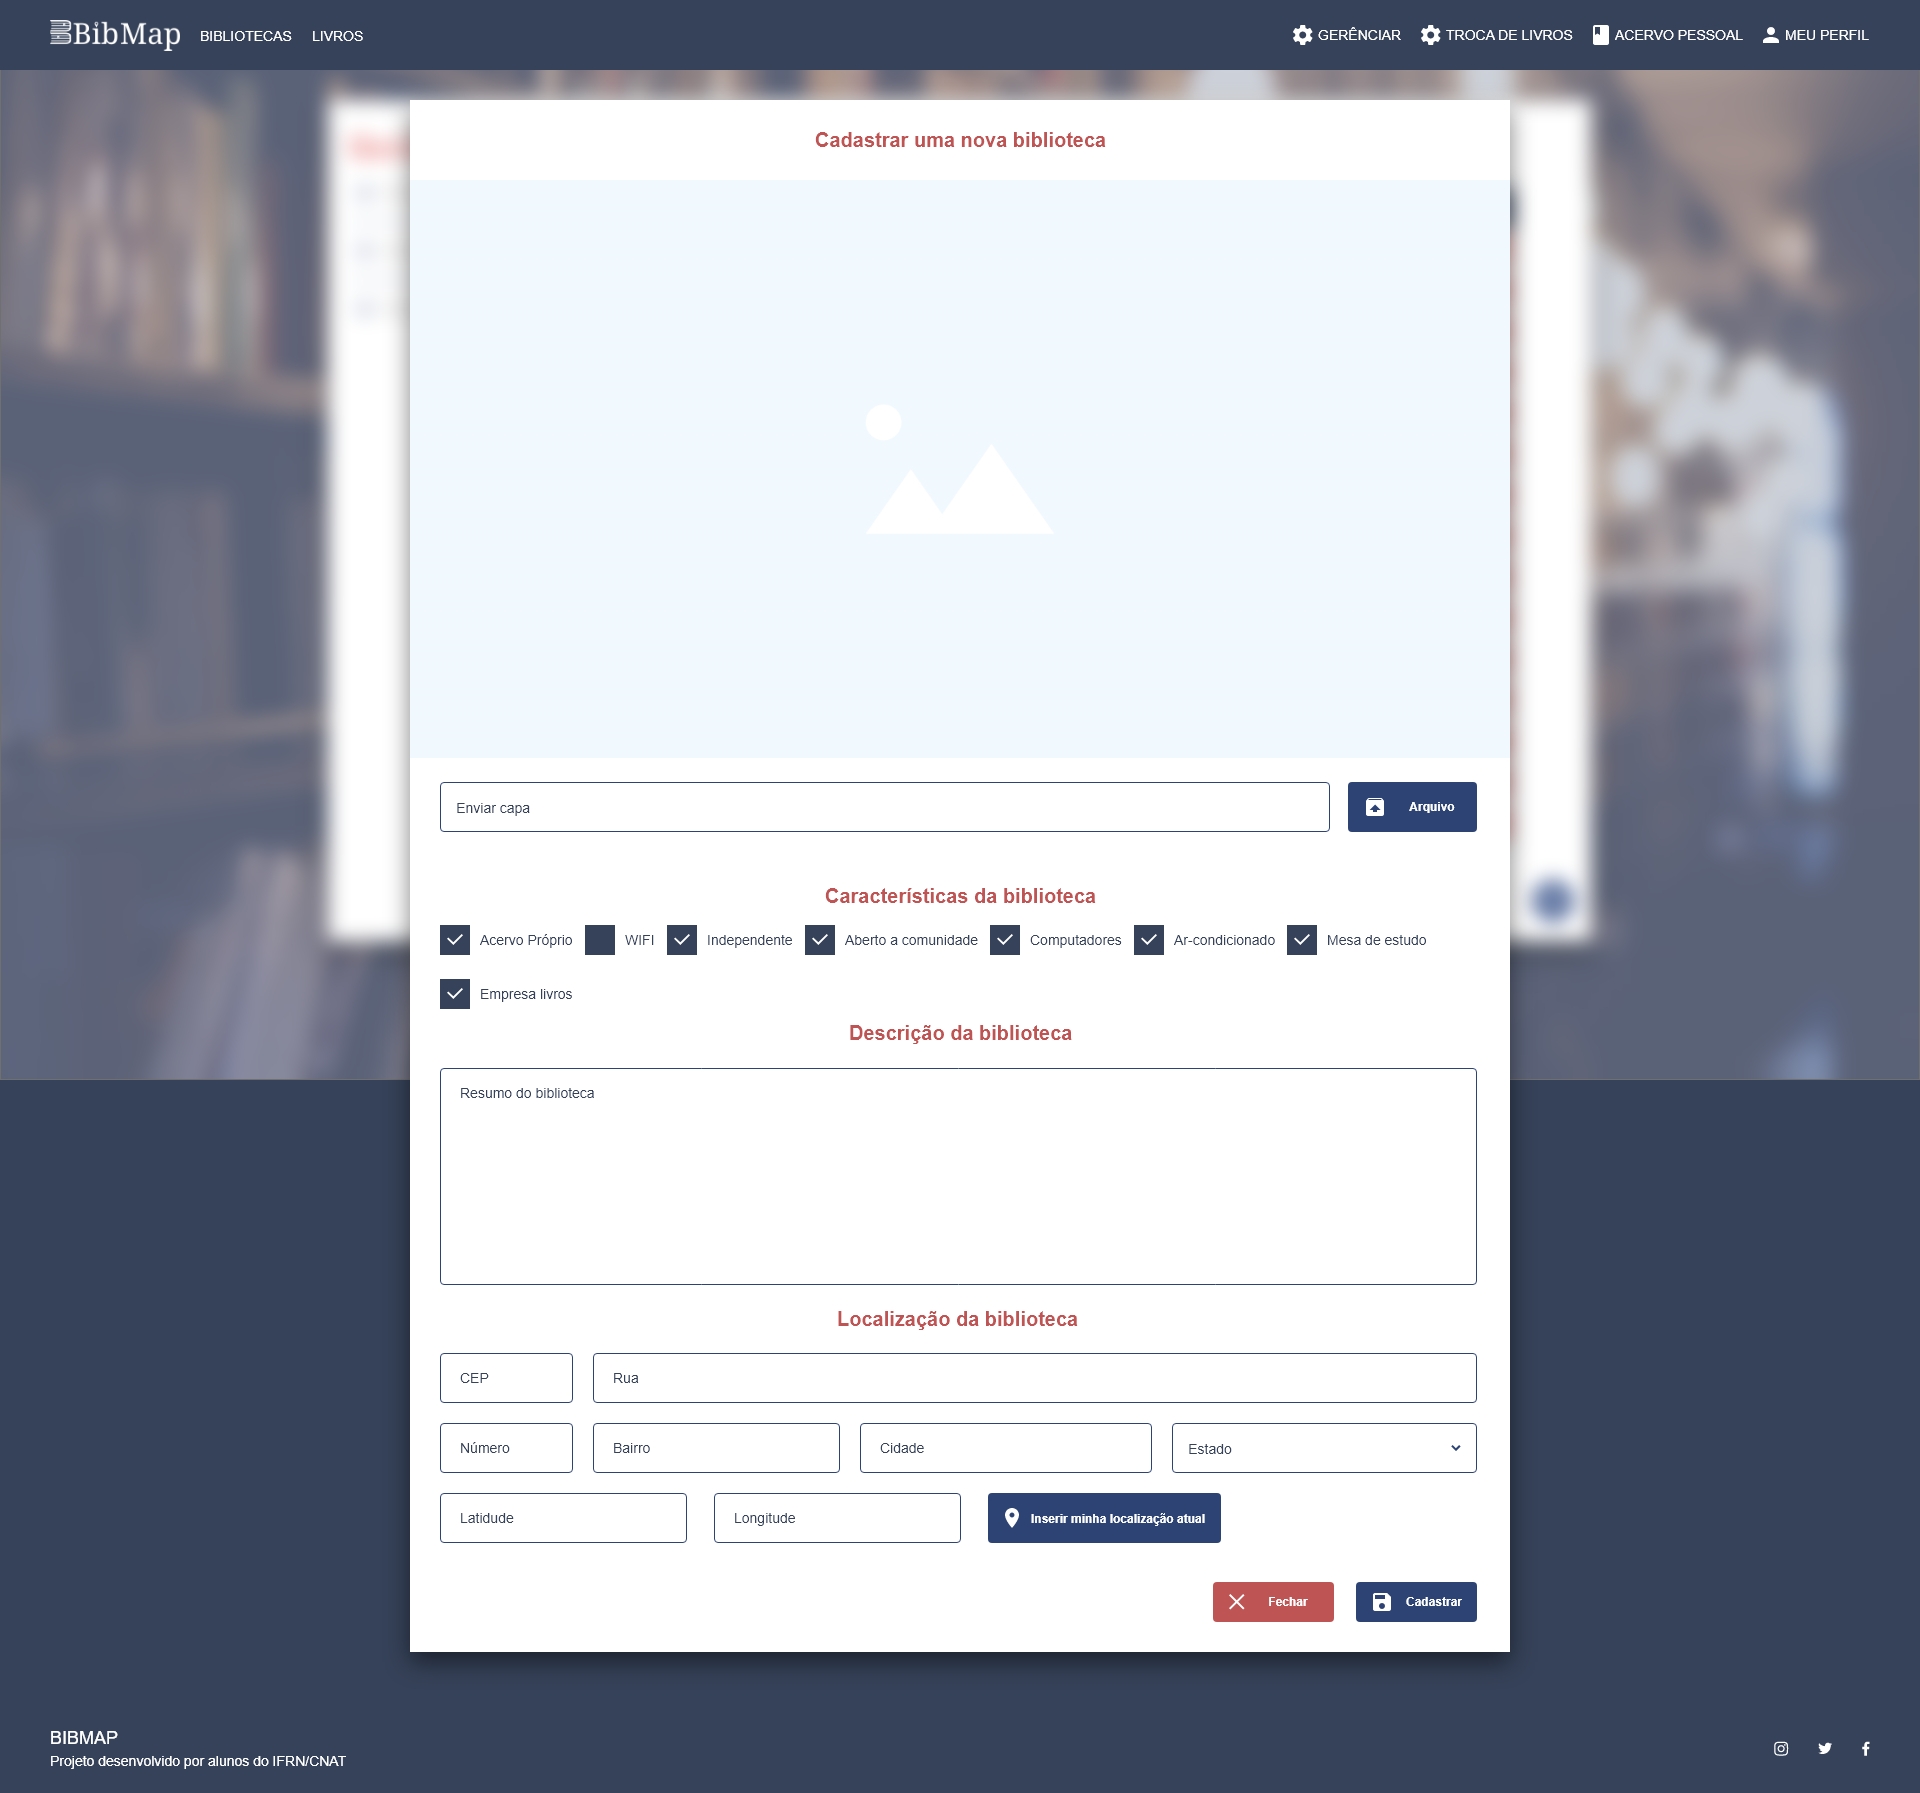 BibMap BIBLIOTECAS LIVROS GERÊNCIAR TROCA DE LIVROS ACERVO PESSOAL MEU PERFIL
Cadastrar uma nova biblioteca
Enviar capa Arquivo
Características da biblioteca
Acervo Próprio WIFI Independente Aberto a comunidade Computadores Ar-condicionado Mesa de estudo
Empresa livros
Descrição da biblioteca
Resumo do biblioteca
Localização da biblioteca
CEP Rua
Número Bairro Cidade Estado
Latidude Longitude Inserir minha localização atual
Fechar Cadastrar
BIBMAP
Projeto desenvolvido por alunos do IFRN/CNAT